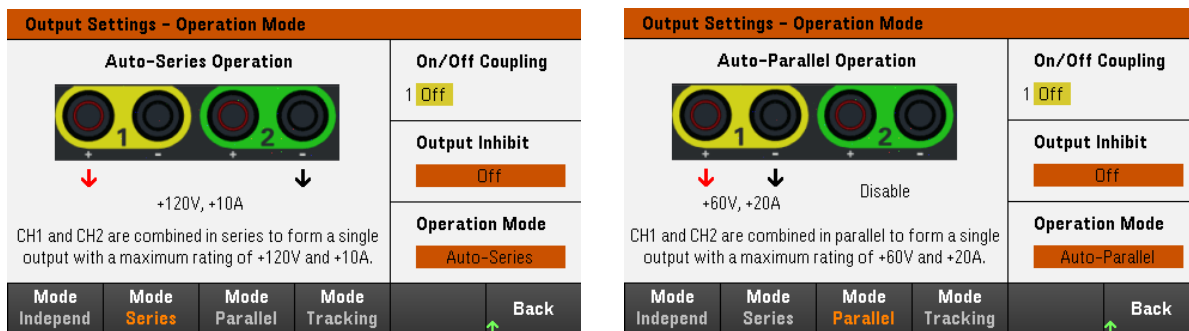 Output Settings - Operation Mode
Auto-Series Operation
1 2
+ - + -
+120V, +10A
CH1 and CH2 are combined in series to form a single
output with a maximum rating of +120V and +10A.
On/Off Coupling
1 Off
Output Inhibit
Off
Operation Mode
Auto-Series
Mode Independ
Mode Series
Mode Parallel
Mode Tracking
Back
Output Settings - Operation Mode
Auto-Parallel Operation
1 2
+ - + -
+60V, +20A
Disable
CH1 and CH2 are combined in parallel to form a single
output with a maximum rating of +60V and +20A.
On/Off Coupling
1 Off
Output Inhibit
Off
Operation Mode
Auto-Parallel
Mode Independ
Mode Series
Mode Parallel
Mode Tracking
Back